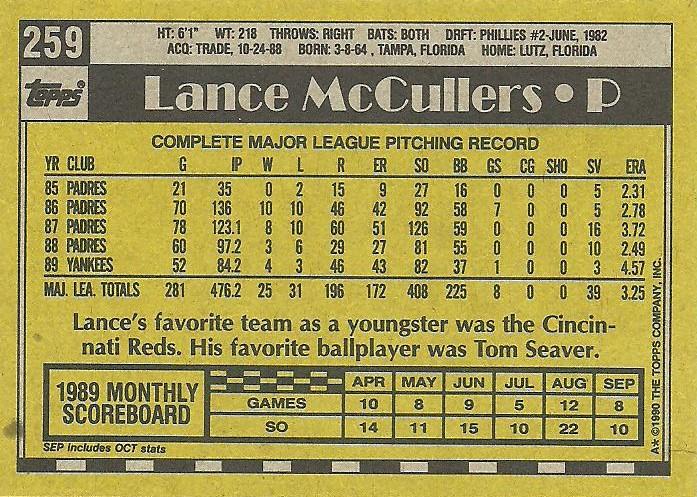 259
HT: 6'1" WT: 218 THROWS: RIGHT BATS: BOTH DRFT: PHILLIES #2-JUNE, 1982
ACQ: TRADE, 10-24-88 BORN: 3-8-64 , TAMPA, FLORIDA HOME: LUTZ, FLORIDA
TOPPS
Lance McCullers • P
COMPLETE MAJOR LEAGUE PITCHING RECORD
YR CLUB G IP W L R ER SO BB GS CG SHO SV ERA
85 PADRES 21 35 0 2 15 9 27 16 0 0 0 5 2.31
86 PADRES 70 136 10 10 46 42 92 58 7 0 0 5 2.78
87 PADRES 78 123.1 8 10 60 51 126 59 0 0 0 16 3.72
88 PADRES 60 97.2 3 6 29 27 81 55 0 0 0 10 2.49
89 YANKEES 52 84.2 4 3 46 43 82 37 1 0 0 3 4.57
MAJ. LEA. TOTALS 281 476.2 25 31 196 172 408 225 8 0 0 39 3.25
Lance's favorite team as a youngster was the Cincin-
nati Reds. His favorite ballplayer was Tom Seaver.
1989 MONTHLY
SCOREBOARD
APR MAY JUN JUL AUG SEP
GAMES 10 8 9 5 12 8
SO 14 11 15 10 22 10
SEP includes OCT stats
A* ©1990 THE TOPPS COMPANY, INC.